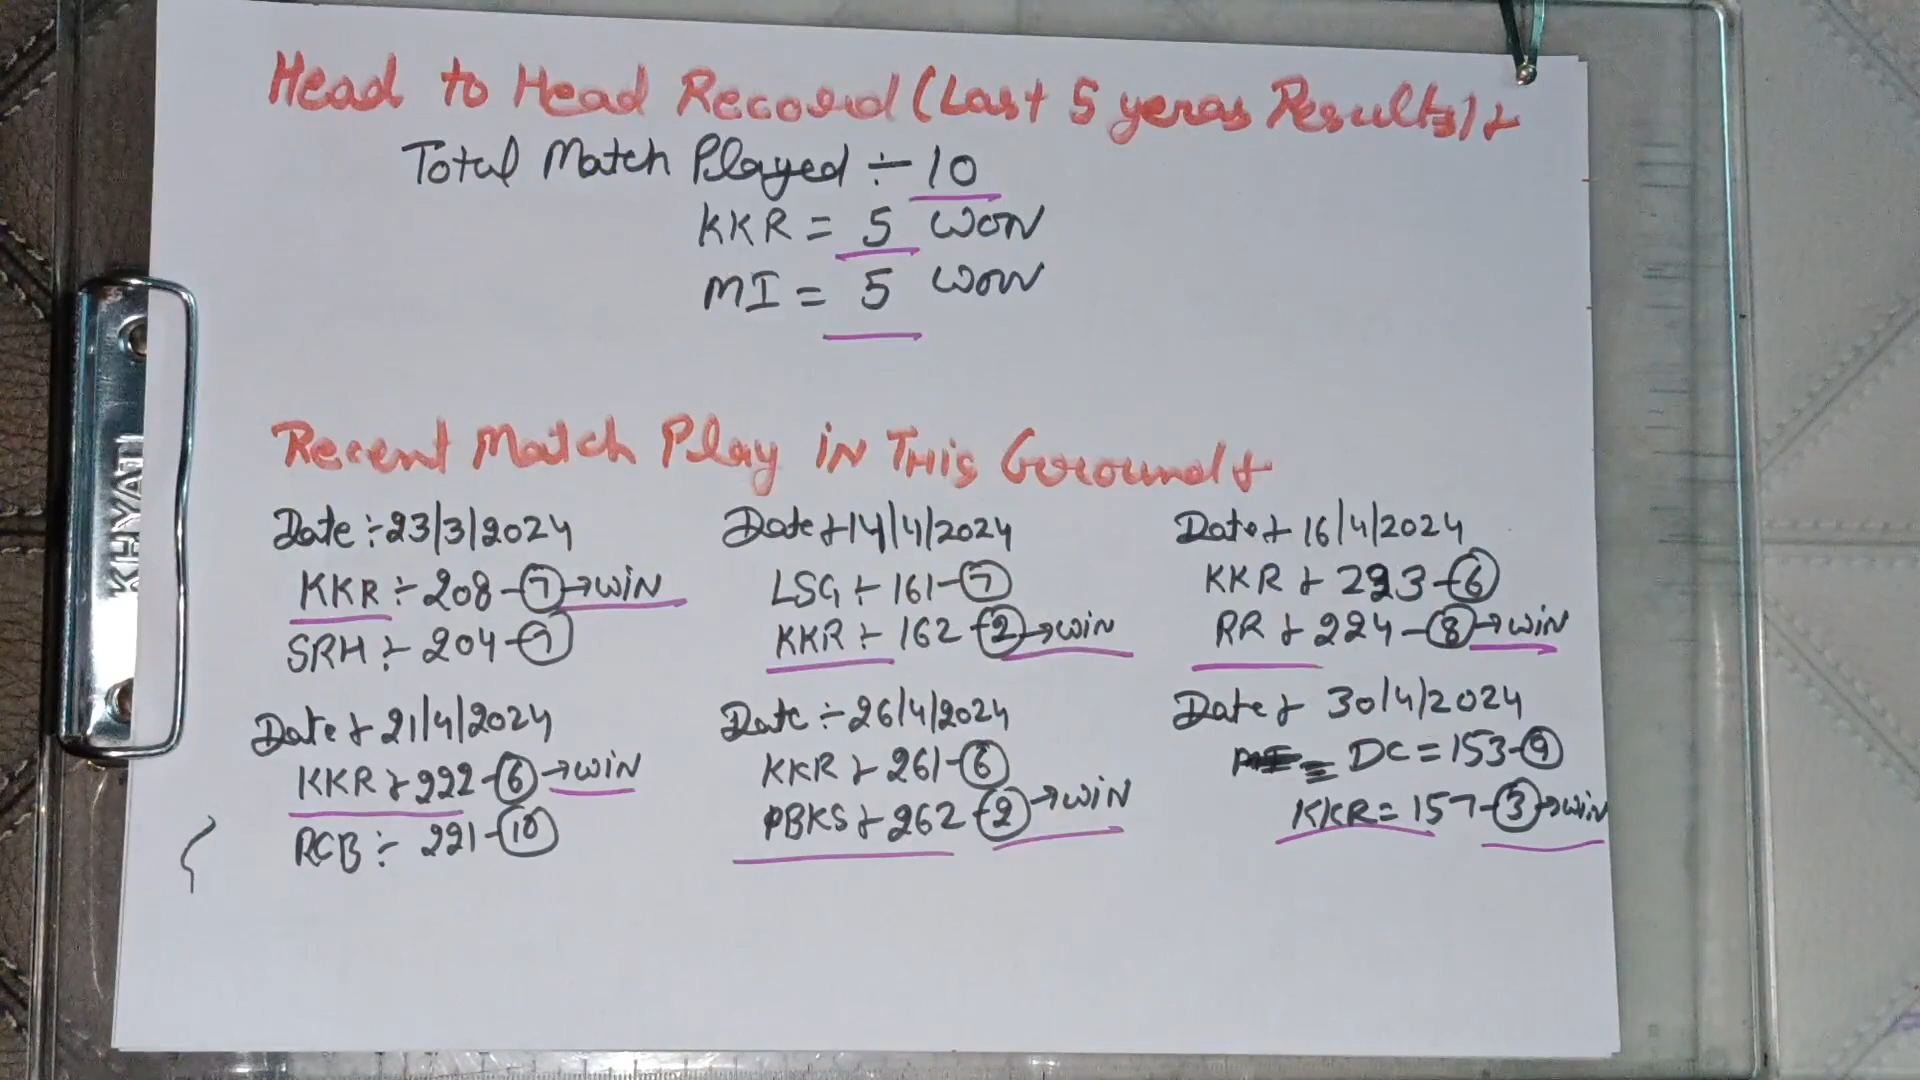 Head to Head Record (Last 5 yeras Results) :-
Total Match Played :- 10
KKR = 5 WON
MI = 5 WON
Recent Match Play iN THis Ground :-
Date :- 23/3/2024
KKR :- 208-7 → WiN
SRH :- 204-7
Date :- 14/4/2024
LSG :- 161-7
KKR :- 162-2 → WiN
Date :- 16/4/2024
KKR :- 223-6
RR :- 224-8 → WiN
Date :- 21/4/2024
KKR :- 222-6 → WiN
RCB :- 221-10
Date :- 26/4/2024
KKR :- 261-6
PBKS :- 262-2 → WiN
Date :- 30/4/2024
DC = 153-9
KKR = 157-3 → WiN
KHYATI